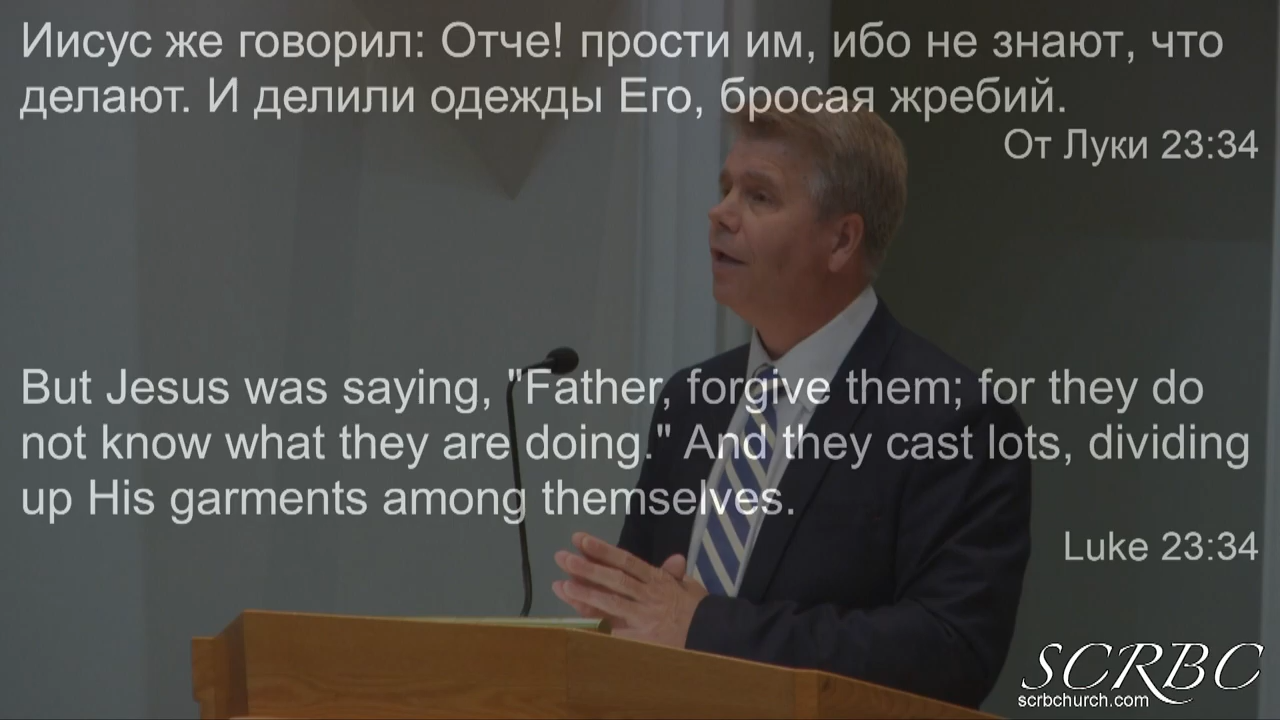 Иисус же говорил: Отче! прости им, ибо не знают, что
делают. И делили одежды Его, бросая жребий.
От Луки 23:34
But Jesus was saying, "Father, forgive them; for they do
not know what they are doing." And they cast lots, dividing
up His garments among themselves.
Luke 23:34
SCRBC
scrbchurch.com